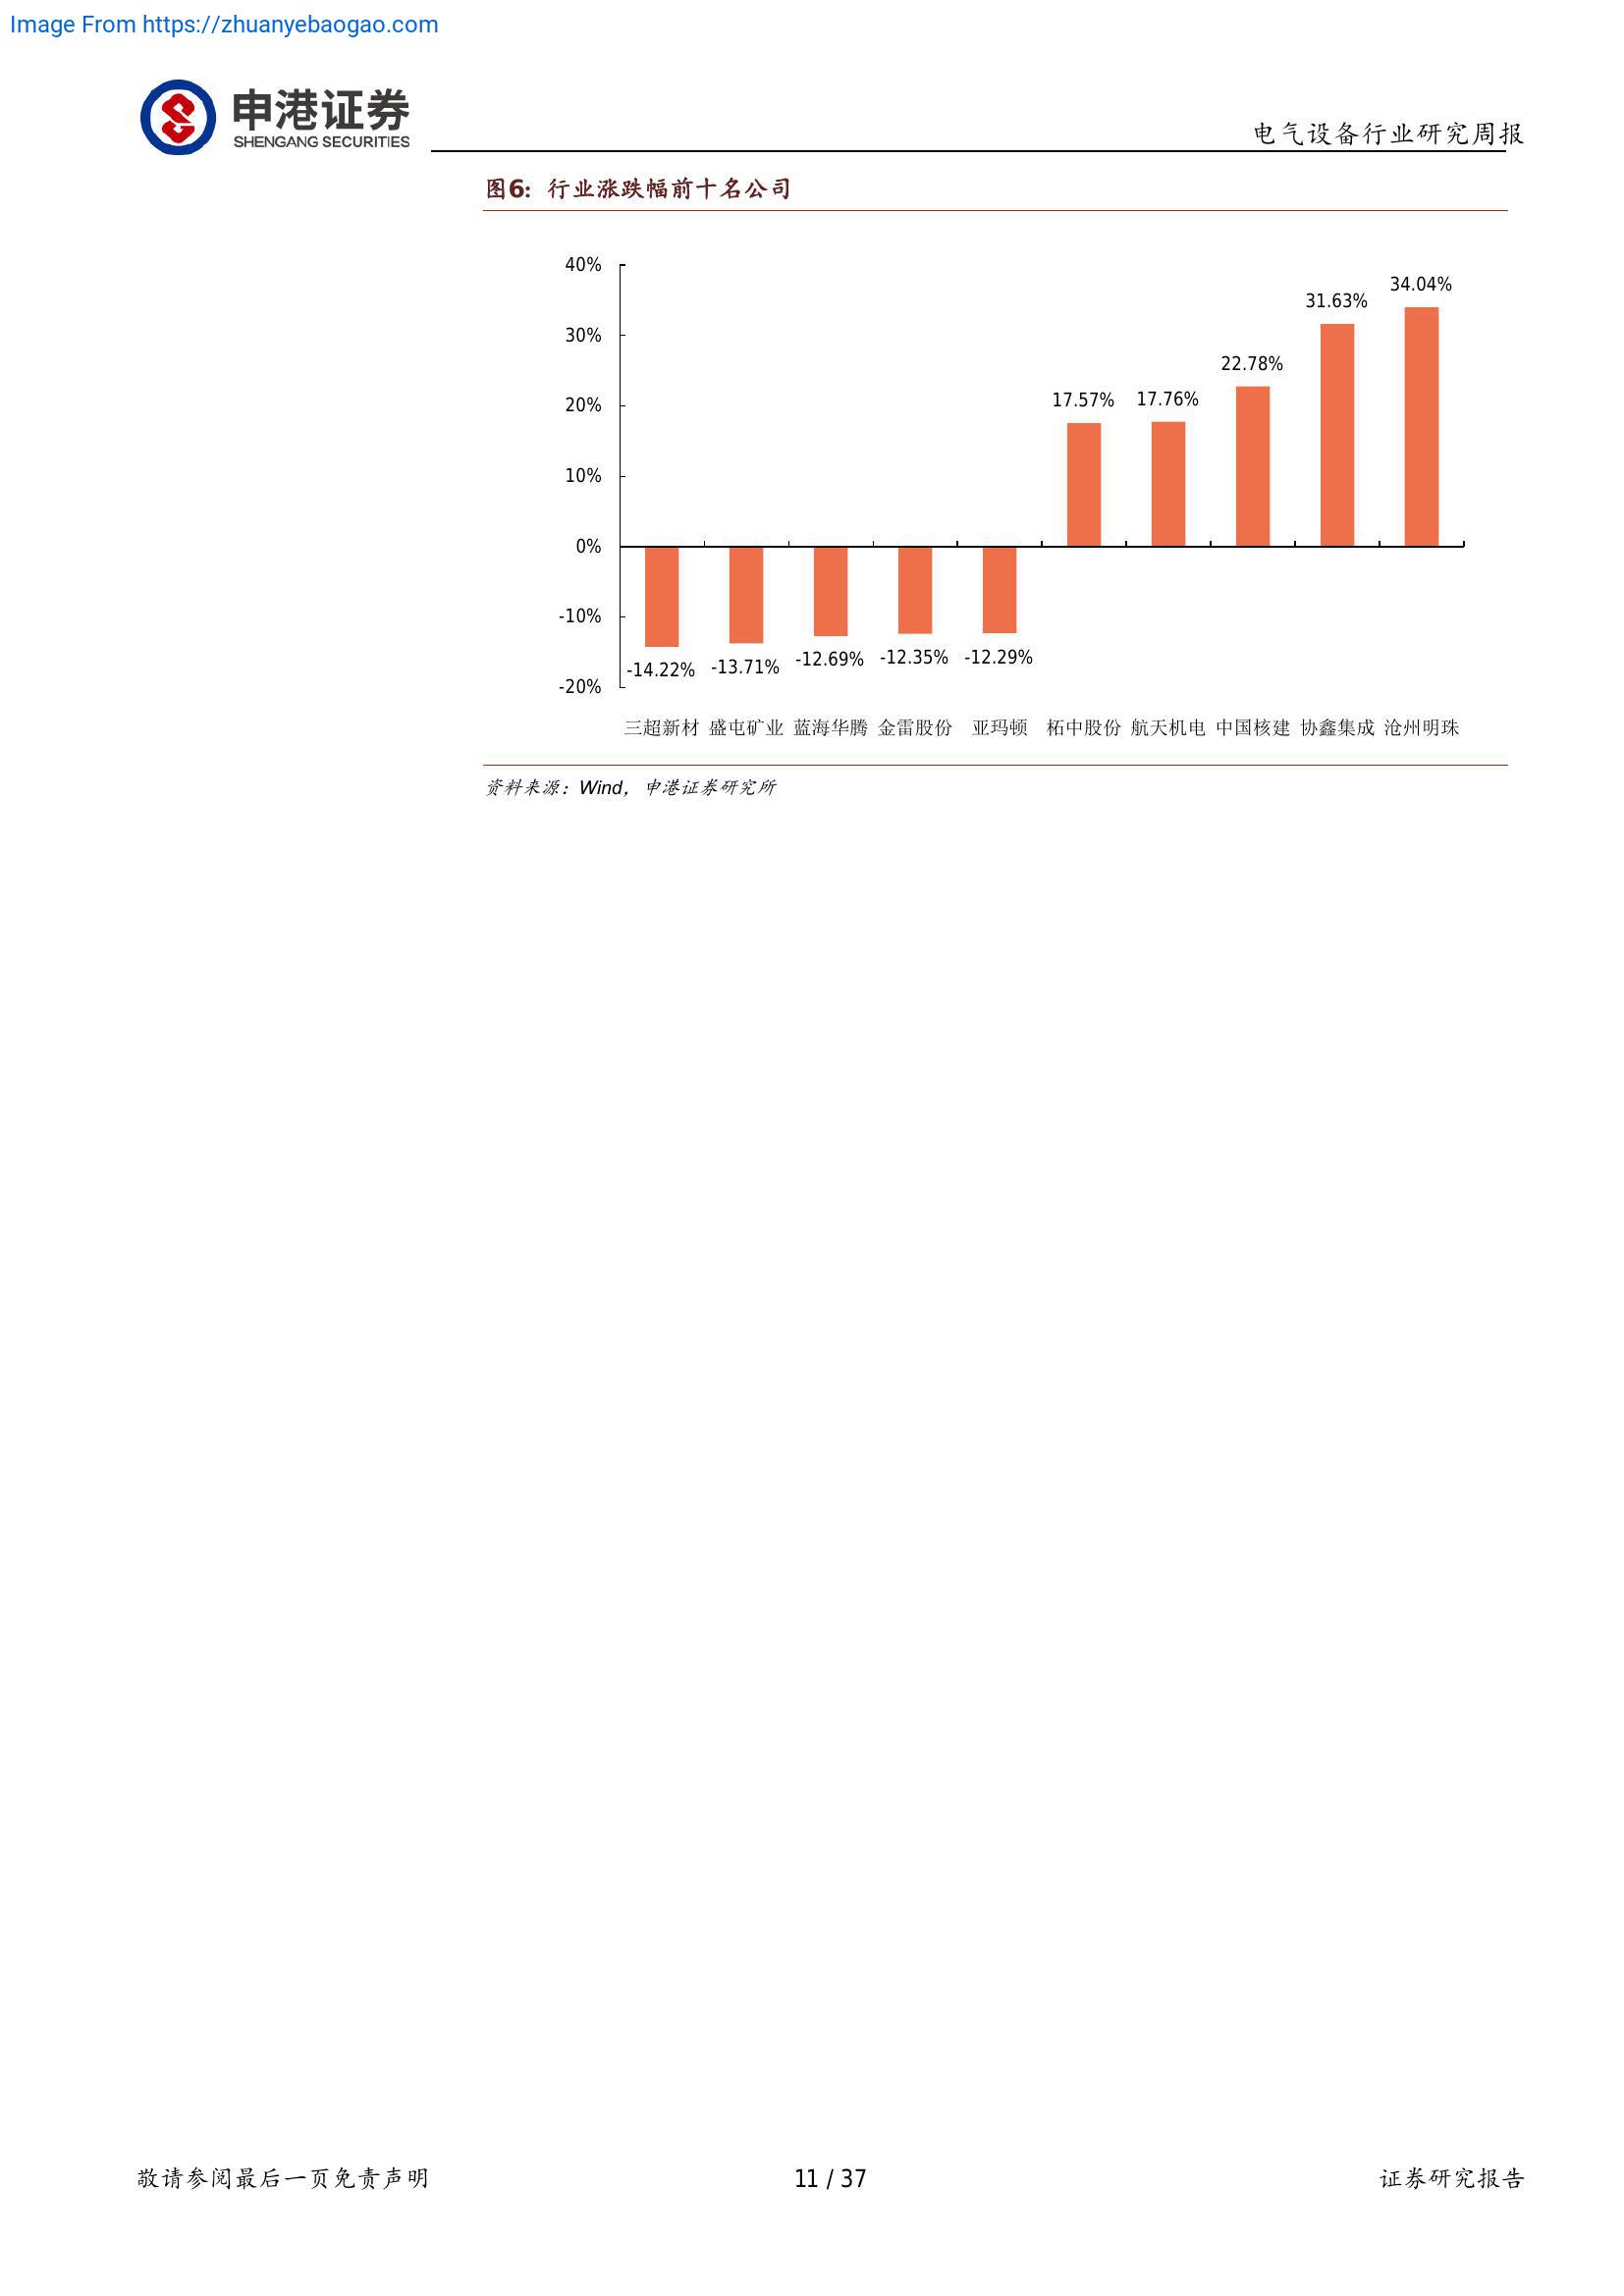 Image From https://zhuanyebaogao.com
申港证券
SHENGANG SECURITIES
电气设备行业研究周报
图6: 行业涨跌幅前十名公司
40%
30%
20%
10%
0%
-10%
-20%
-14.22% -13.71% -12.69% -12.35% -12.29% 17.57% 17.76% 22.78% 31.63% 34.04%
三超新材 盛屯矿业 蓝海华腾 金雷股份 亚玛顿 柘中股份 航天机电 中国核建 协鑫集成 沧州明珠
资料来源：Wind，申港证券研究所
敬请参阅最后一页免责声明 11 / 37 证券研究报告